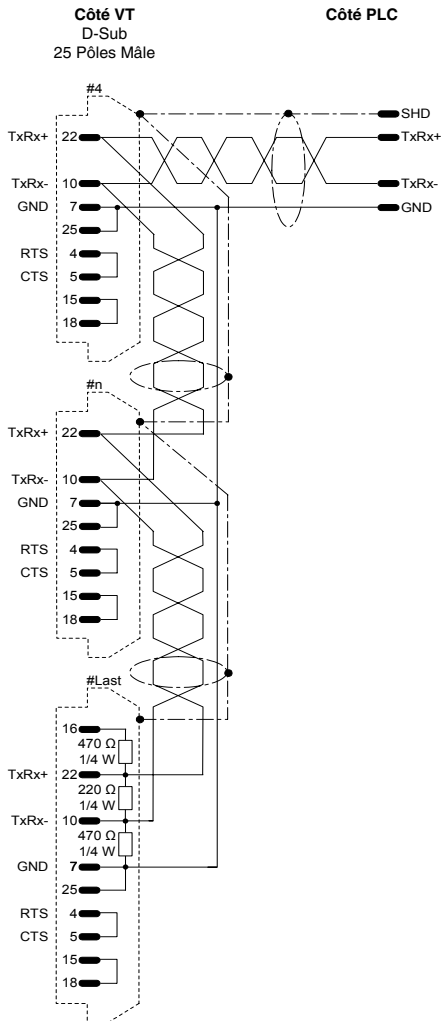 Côté VT
D-Sub
25 Pôles Mâle
Côté PLC
#4
SHD
TxRx+ 22
TxRx+
TxRx- 10
TxRx-
GND 7
GND
25
RTS 4
CTS 5
15
18
#n
TxRx+ 22
TxRx- 10
GND 7
25
RTS 4
CTS 5
15
18
#Last
16
470 Ω
1/4 W
TxRx+ 22
220 Ω
1/4 W
TxRx- 10
470 Ω
1/4 W
GND 7
25
RTS 4
CTS 5
15
18